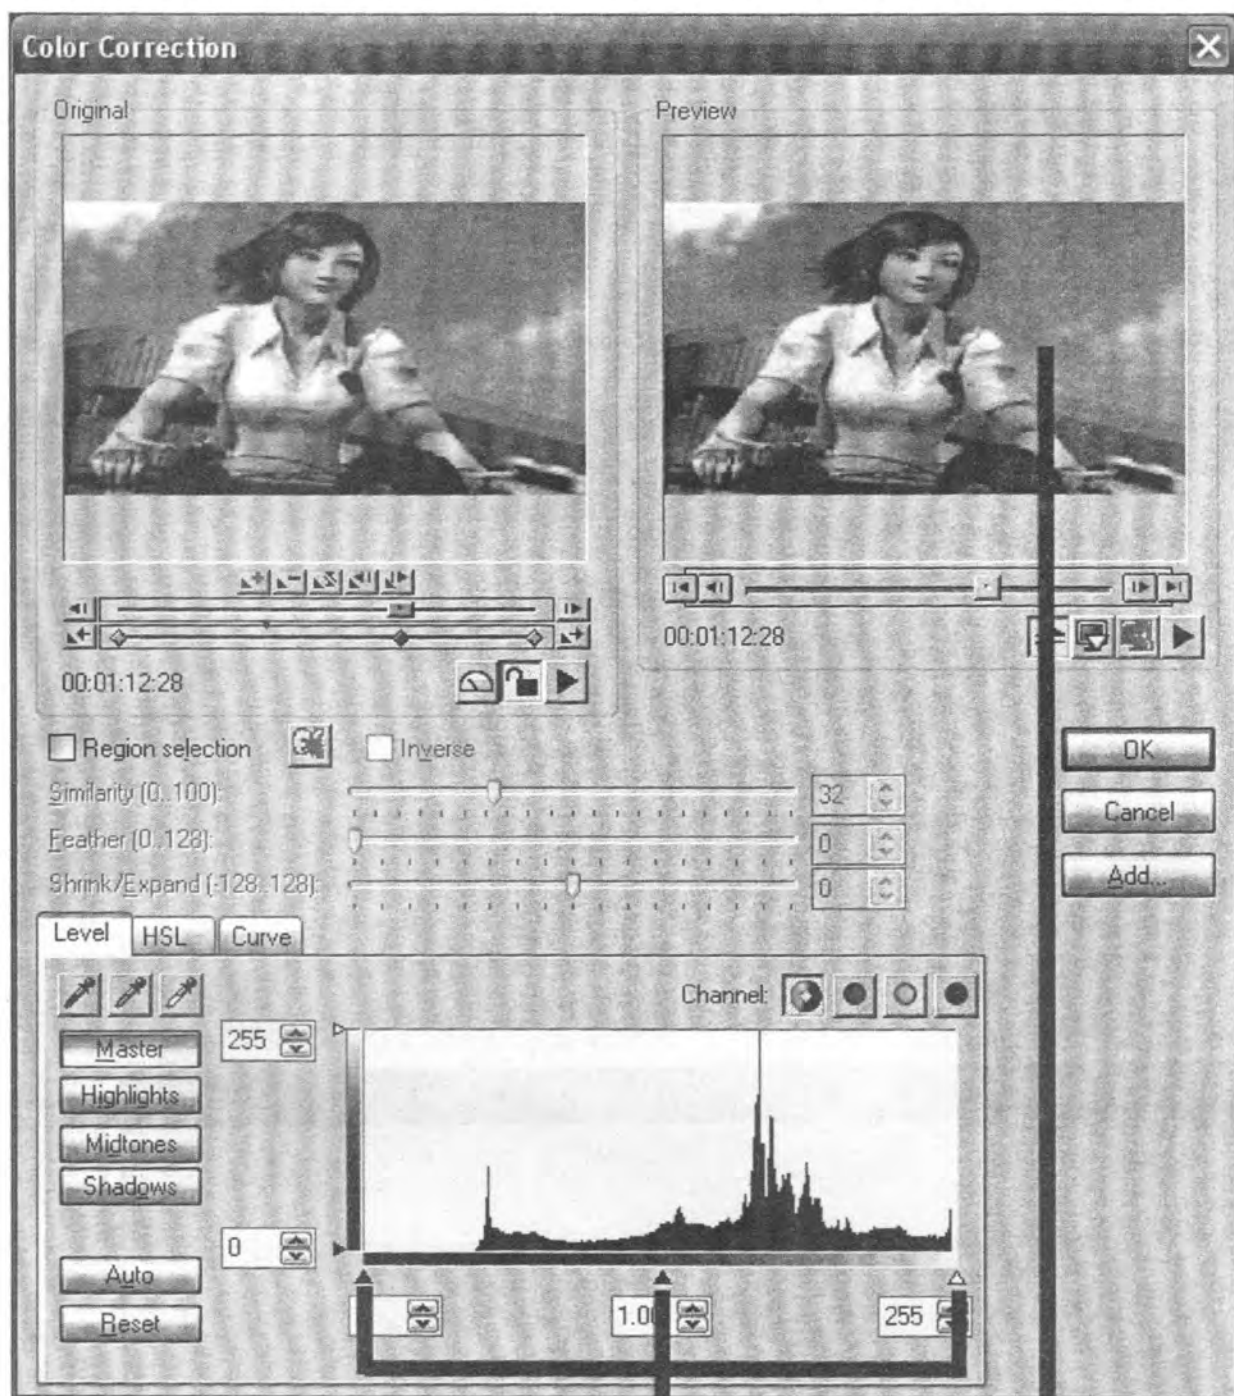 Color Correction
Original
Preview
00:01:12:28
00:01:12:28
Region selection
Inverse
Similarity (0..100):
32
Feather (0..128):
0
Shrink/Expand (-128..128):
0
OK
Cancel
Add...
Level HSL Curve
Channel:
Master
255
Highlights
Midtones
Shadows
0
Auto
Reset
255